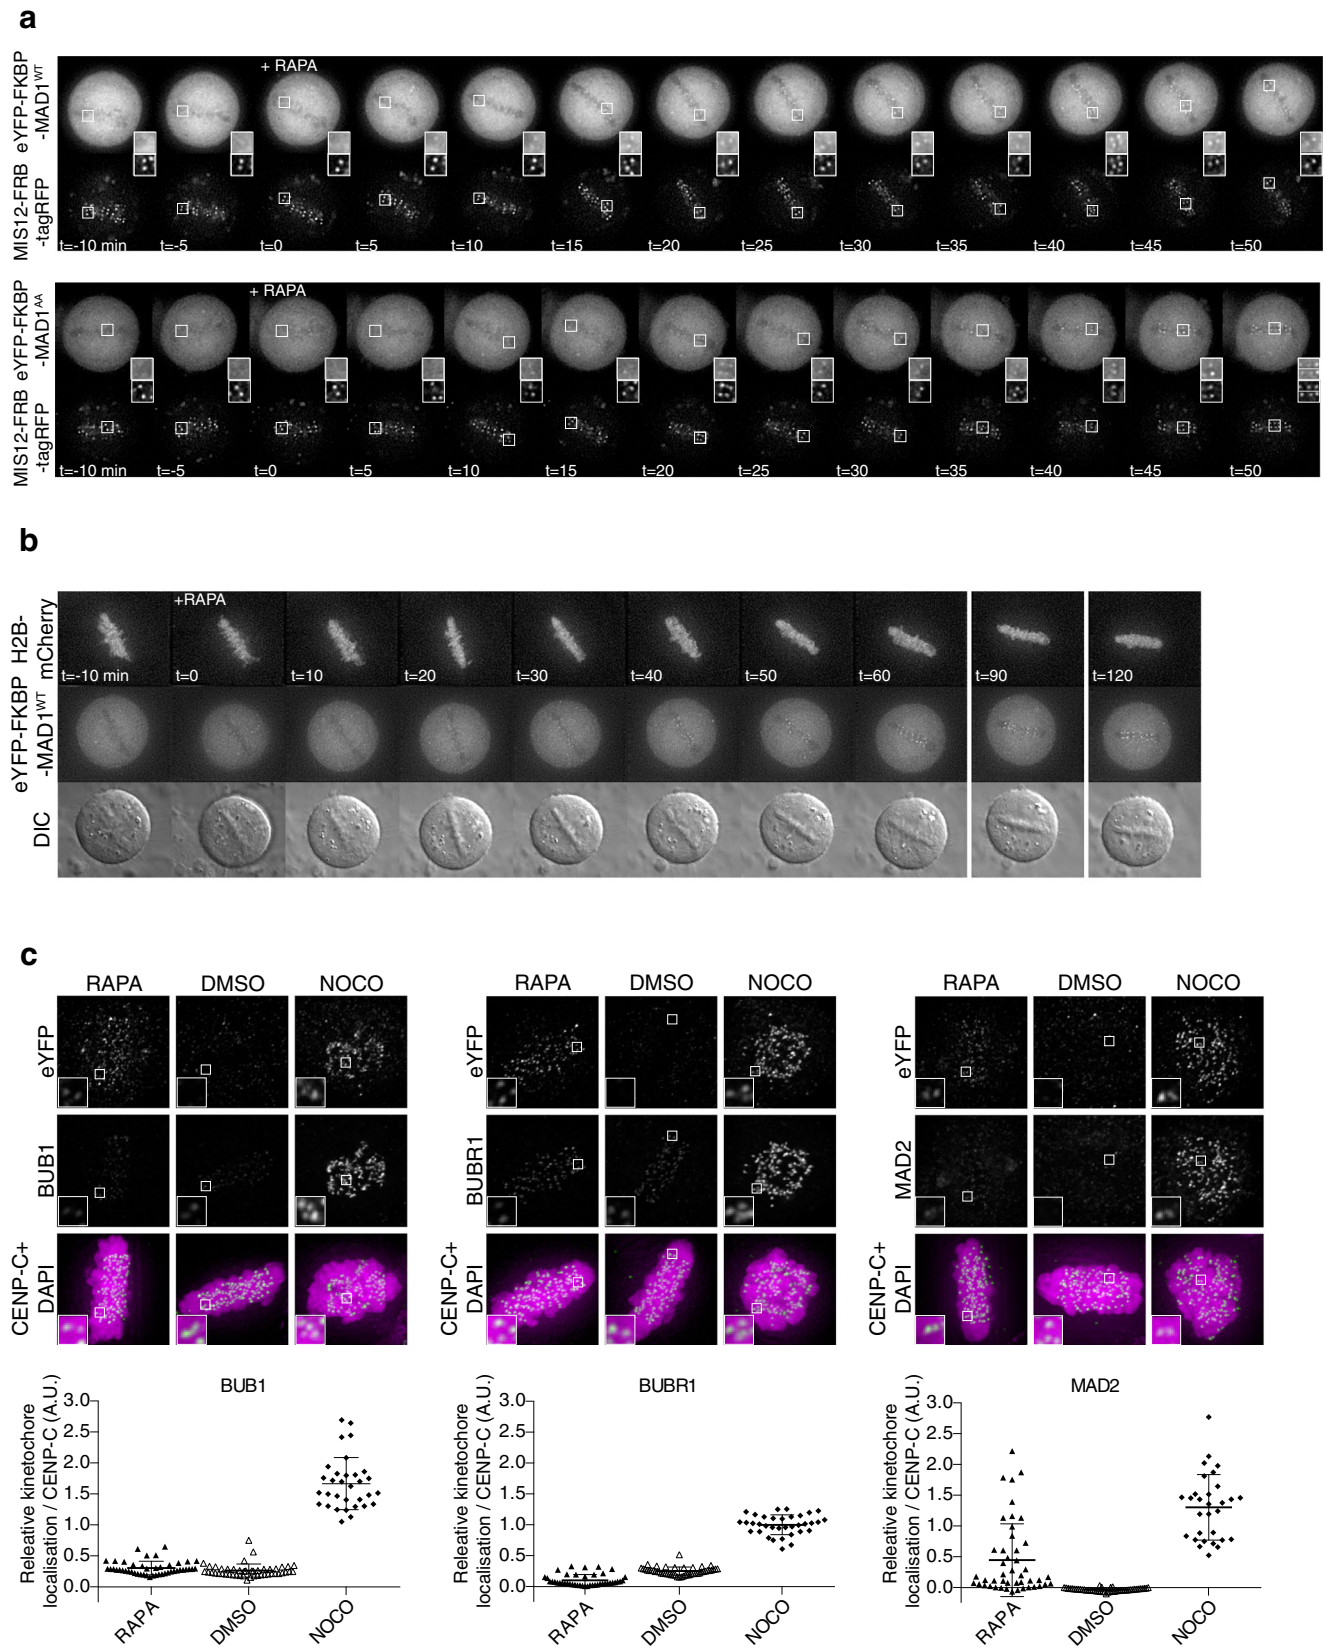 a
eYFP-FKBP
-MAD1WT
+ RAPA
MIS12-FRB
-tagRFP
t=-10 min t=-5 t=0 t=5 t=10 t=15 t=20 t=25 t=30 t=35 t=40 t=45 t=50
eYFP-FKBP
-MAD1AA
+ RAPA
MIS12-FRB
-tagRFP
t=-10 min t=-5 t=0 t=5 t=10 t=15 t=20 t=25 t=30 t=35 t=40 t=45 t=50
b
H2B-
mCherry
+RAPA
t=-10 min t=0 t=10 t=20 t=30 t=40 t=50 t=60 t=90 t=120
eYFP-FKBP
-MAD1WT
DIC
c
RAPA DMSO NOCO
eYFP
BUB1
CENP-C+
DAPI
RAPA DMSO NOCO
eYFP
BUBR1
CENP-C+
DAPI
RAPA DMSO NOCO
eYFP
MAD2
CENP-C+
DAPI
BUB1
Releative kinetochore
localisation / CENP-C (A.U.)
3.0
2.5
2.0
1.5
1.0
0.5
0.0
RAPA DMSO NOCO
BUBR1
Releative kinetochore
localisation / CENP-C (A.U.)
3.0
2.5
2.0
1.5
1.0
0.5
0.0
RAPA DMSO NOCO
MAD2
Releative kinetochore
localisation / CENP-C (A.U.)
3.0
2.5
2.0
1.5
1.0
0.5
0.0
RAPA DMSO NOCO